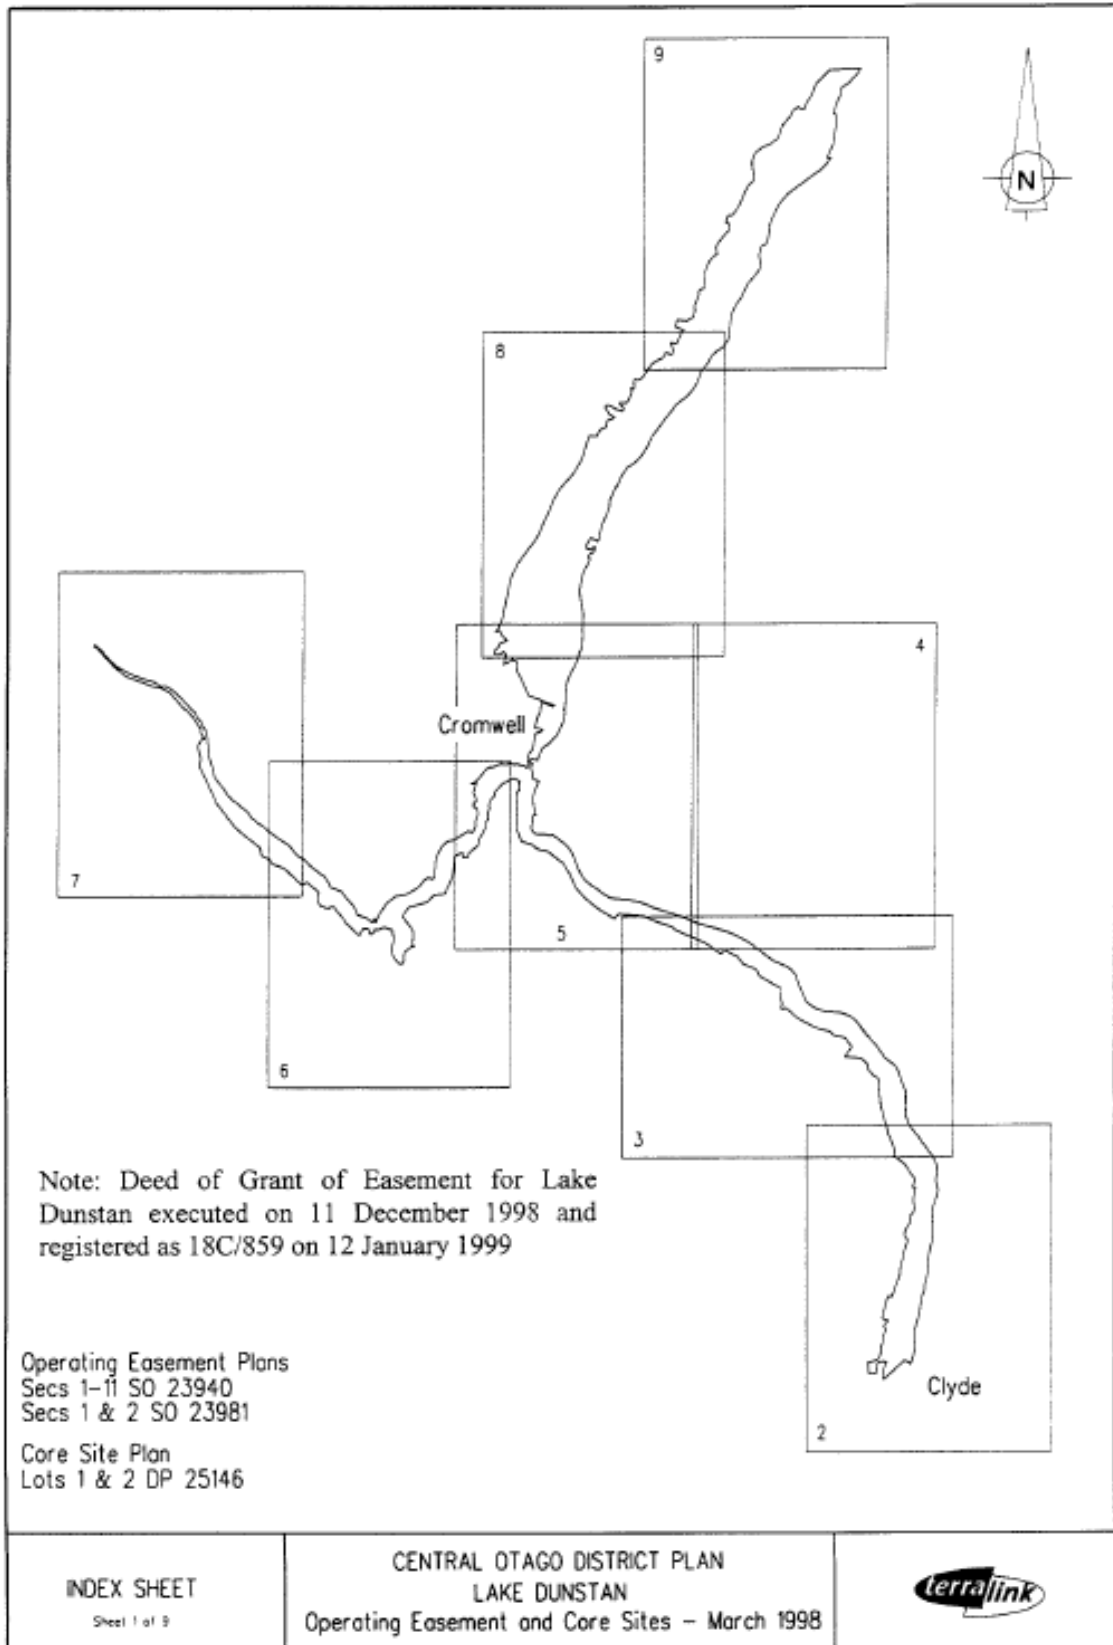 9
N
8
4
Cromwell
7
5
6
3
Note: Deed of Grant of Easement for Lake
Dunstan executed on 11 December 1998 and
registered as 18C/859 on 12 January 1999
Operating Easement Plans
Secs 1-11 SO 23940
Secs 1 & 2 SO 23981
Clyde
2
Core Site Plan
Lots 1 & 2 DP 25146
INDEX SHEET
Sheet 1 of 9
CENTRAL OTAGO DISTRICT PLAN
LAKE DUNSTAN
Operating Easement and Core Sites - March 1998
terralink